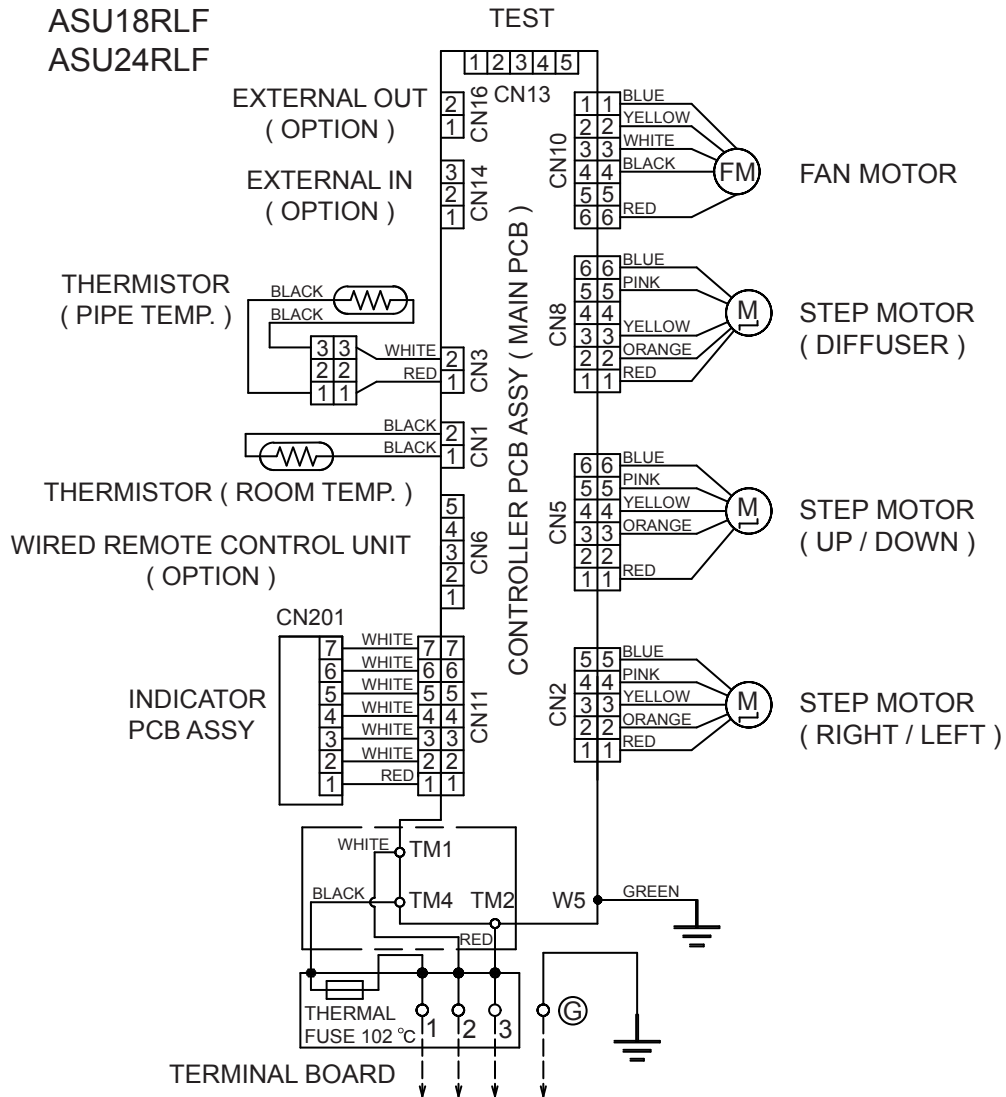 ASU18RLF
ASU24RLF
TEST
1 2 3 4 5
CN13
EXTERNAL OUT
( OPTION )
2
1
CN16
EXTERNAL IN
( OPTION )
3
2
1
CN14
THERMISTOR
( PIPE TEMP. )
BLACK
BLACK
3 3
2 2
1 1
WHITE
RED
2
1
CN3
BLACK
BLACK
2
1
CN1
THERMISTOR ( ROOM TEMP. )
WIRED REMOTE CONTROL UNIT
( OPTION )
5
4
3
2
1
CN6
CN201
INDICATOR
PCB ASSY
7 WHITE 7 7
6 WHITE 6 6
5 WHITE 5 5
4 WHITE 4 4
3 WHITE 3 3
2 WHITE 2 2
1 RED 1 1
CN11
CONTROLLER PCB ASSY ( MAIN PCB )
CN10
1 1 BLUE
2 2 YELLOW
3 3 WHITE
4 4 BLACK
5 5
6 6 RED
FM
FAN MOTOR
CN8
6 6 BLUE
5 5 PINK
4 4
3 3 YELLOW
2 2 ORANGE
1 1 RED
M
STEP MOTOR
( DIFFUSER )
CN5
6 6 BLUE
5 5 PINK
4 4 YELLOW
3 3 ORANGE
2 2
1 1 RED
M
STEP MOTOR
( UP / DOWN )
CN2
5 5 BLUE
4 4 PINK
3 3 YELLOW
2 2 ORANGE
1 1 RED
M
STEP MOTOR
( RIGHT / LEFT )
WHITE TM1
BLACK TM4 TM2
W5 GREEN
RED
THERMAL
FUSE 102 °C
1 2 3 G
TERMINAL BOARD